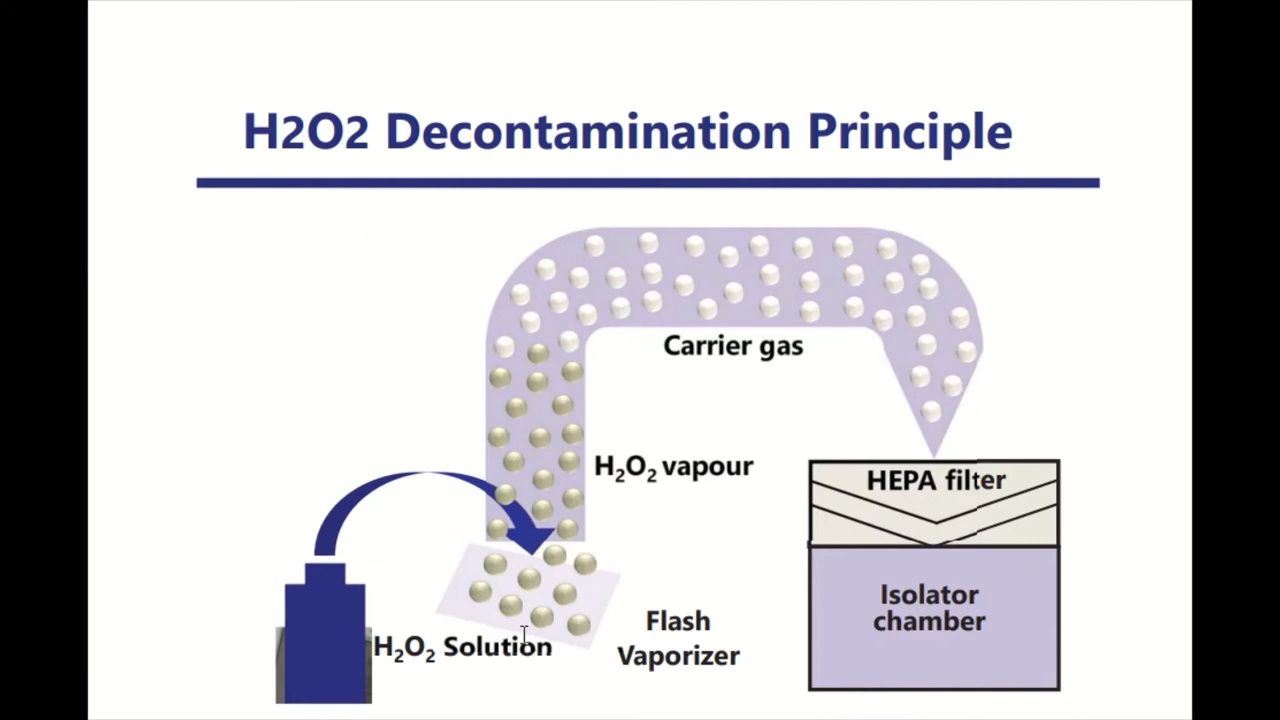 H2O2 Decontamination Principle
Carrier gas
H₂O₂ vapour
HEPA filter
Isolator
chamber
Flash
Vaporizer
H₂O₂ Solution